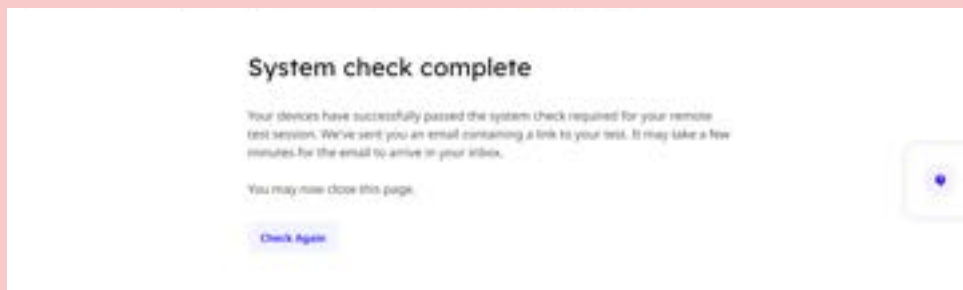 System check complete
Your devices have successfully passed the system check required for your remote
test session. We've sent you an email containing a link to your test. It may take a few
minutes for the email to arrive in your inbox.
You may now close this page.
Check Again